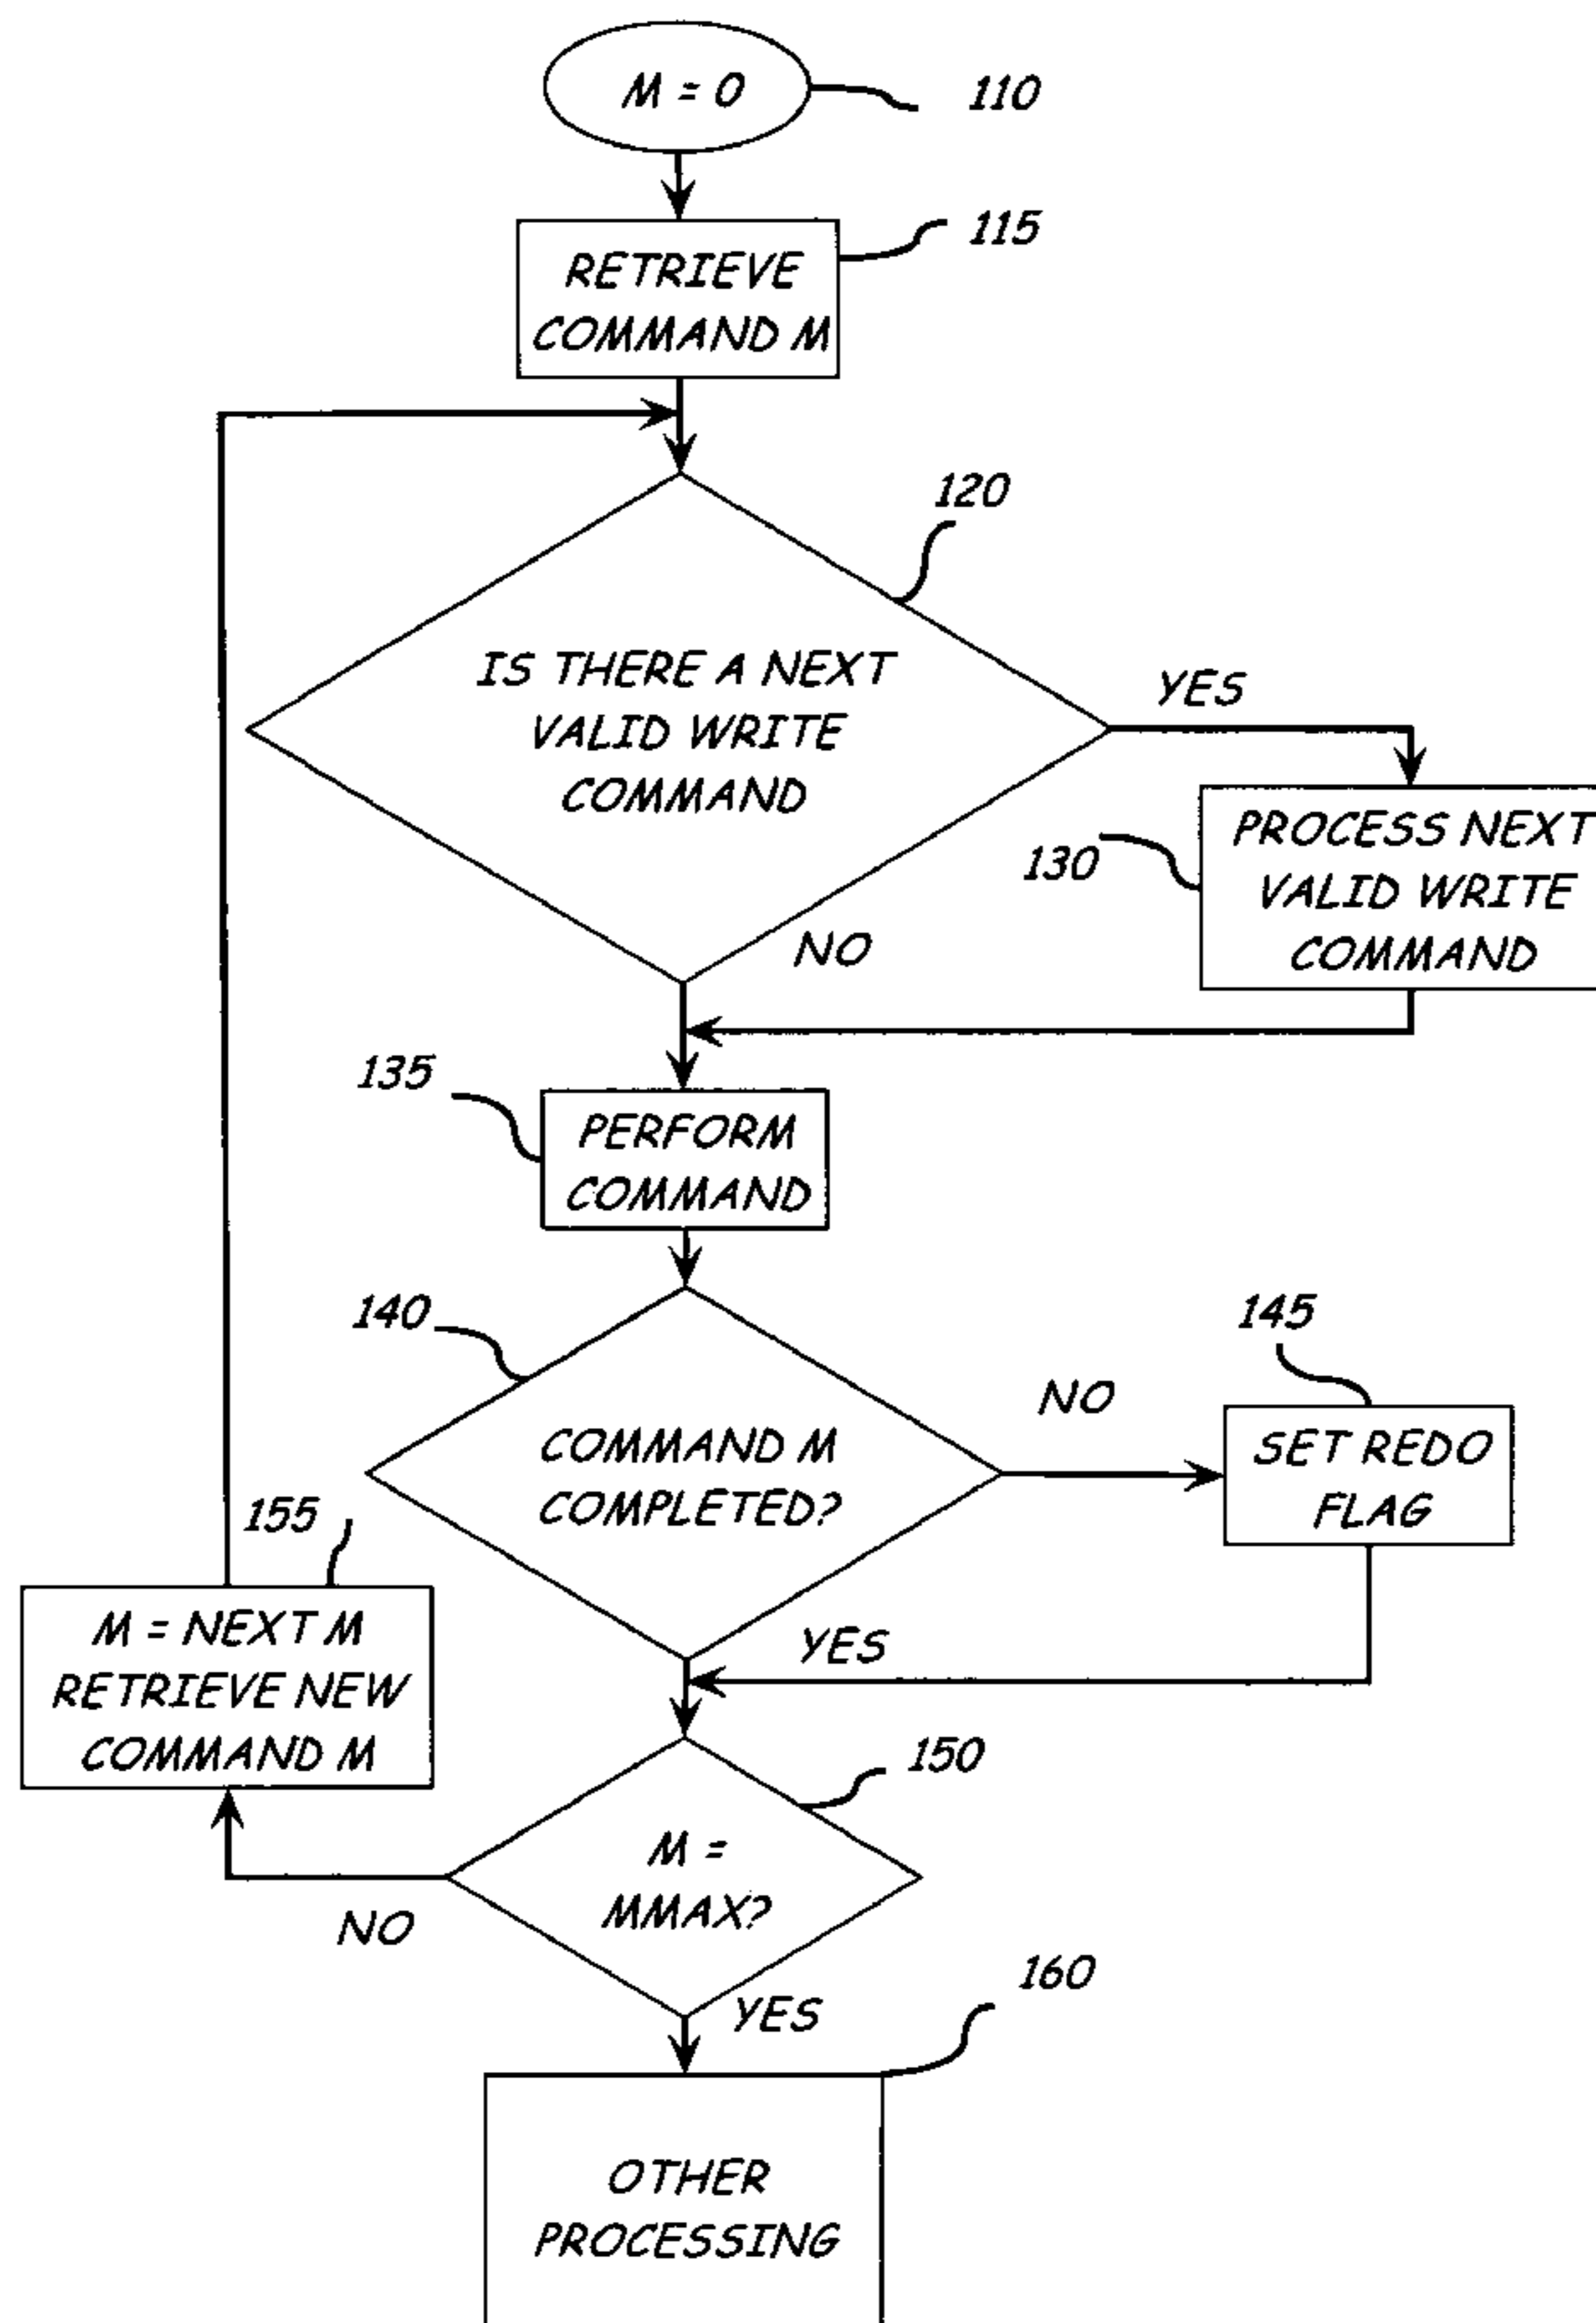 M = 0
110
115
RETRIEVE
COMMAND M
120
IS THERE A NEXT
VALID WRITE
COMMAND
YES
PROCESS NEXT
VALID WRITE
COMMAND
130
NO
135
PERFORM
COMMAND
140
145
NO
COMMAND M
COMPLETED?
SET REDO
FLAG
155
M = NEXT M
RETRIEVE NEW
COMMAND M
YES
150
M =
MMAX?
NO
160
YES
OTHER
PROCESSING